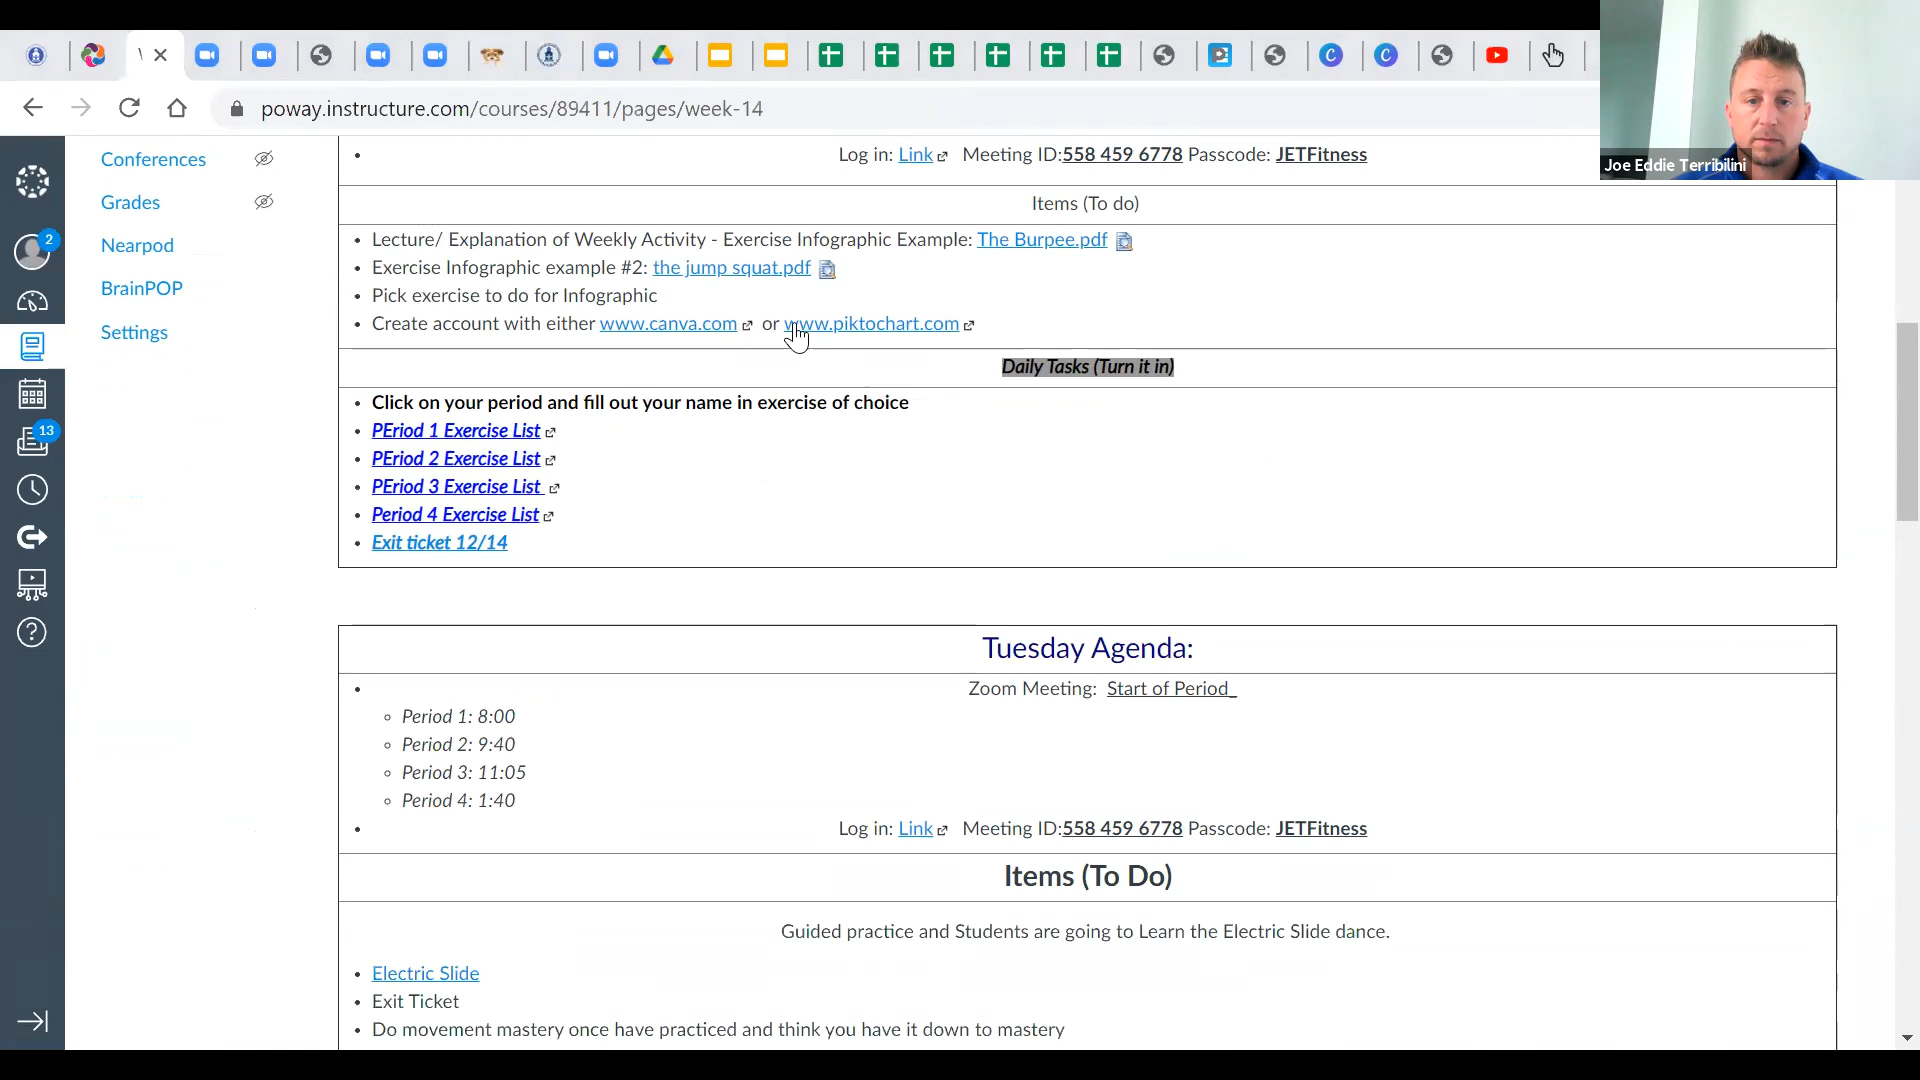 poway.instructure.com/courses/89411/pages/week-14
Joe Eddie Terribilini
Conferences
Grades
Nearpod
BrainPOP
Settings
2
13
Log in: Link Meeting ID:558 459 6778 Passcode: JETFitness
Items (To do)
Lecture/ Explanation of Weekly Activity - Exercise Infographic Example: The Burpee.pdf
Exercise Infographic example #2: the jump squat.pdf
Pick exercise to do for Infographic
Create account with either www.canva.com or www.piktochart.com
Daily Tasks (Turn it in)
Click on your period and fill out your name in exercise of choice
PEriod 1 Exercise List
PEriod 2 Exercise List
PEriod 3 Exercise List
Period 4 Exercise List
Exit ticket 12/14
Tuesday Agenda:
Zoom Meeting: Start of Period_
Period 1: 8:00
Period 2: 9:40
Period 3: 11:05
Period 4: 1:40
Log in: Link Meeting ID:558 459 6778 Passcode: JETFitness
Items (To Do)
Guided practice and Students are going to Learn the Electric Slide dance.
Electric Slide
Exit Ticket
Do movement mastery once have practiced and think you have it down to mastery